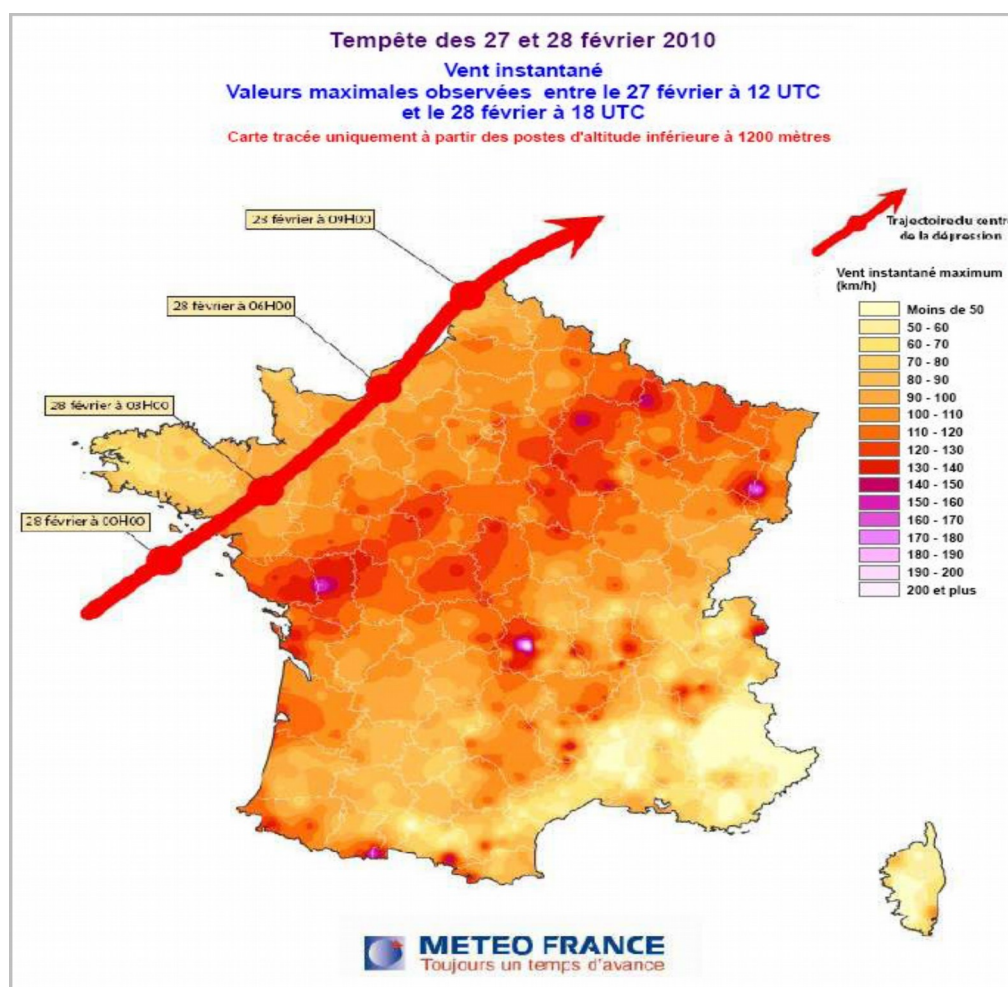 Tempête des 27 et 28 février 2010
Vent instantané
Valeurs maximales observées entre le 27 février à 12 UTC
et le 28 février à 18 UTC
Carte tracée uniquement à partir des postes d'altitude inférieure à 1200 mètres
28 février à 09H00
28 février à 06H00
28 février à 03H00
28 février à 00H00
Trajectoire du centr
de la dépression
Vent instantané maximum
(km/h)
Moins de 50
50 - 60
60 - 70
70 - 80
80 - 90
90 - 100
100 - 110
110 - 120
120 - 130
130 - 140
140 - 150
150 - 160
160 - 170
170 - 180
180 - 190
190 - 200
200 et plus
METEO FRANCE
Toujours un temps d'avance